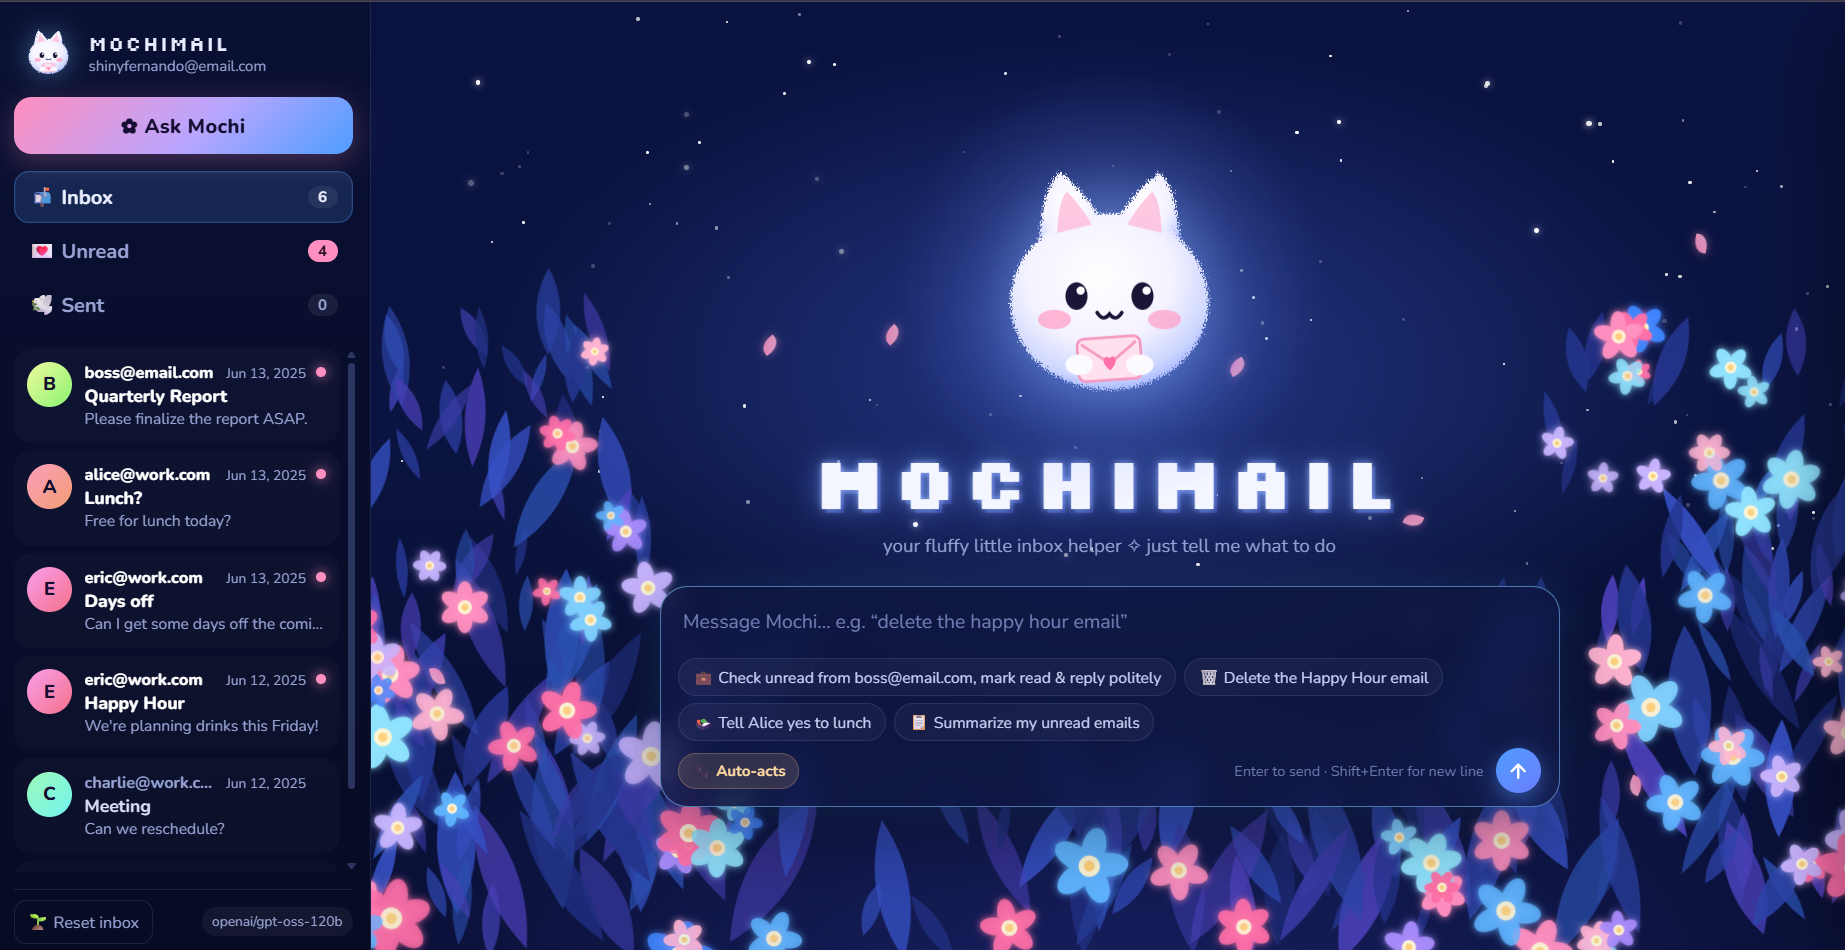 MOCHIMAIL
shinyfernando@email.com
✿ Ask Mochi
Inbox 6
Unread 4
Sent 0
B boss@email.com Jun 13, 2025
Quarterly Report
Please finalize the report ASAP.
A alice@work.com Jun 13, 2025
Lunch?
Free for lunch today?
E eric@work.com Jun 13, 2025
Days off
Can I get some days off the comi...
E eric@work.com Jun 12, 2025
Happy Hour
We're planning drinks this Friday!
C charlie@work.c... Jun 12, 2025
Meeting
Can we reschedule?
Reset inbox
openai/gpt-oss-120b
MOCHIMAIL
your fluffy little inbox helper ✧ just tell me what to do
Message Mochi... e.g. “delete the happy hour email”
Check unread from boss@email.com, mark read & reply politely
Delete the Happy Hour email
Tell Alice yes to lunch
Summarize my unread emails
Auto-acts
Enter to send · Shift+Enter for new line